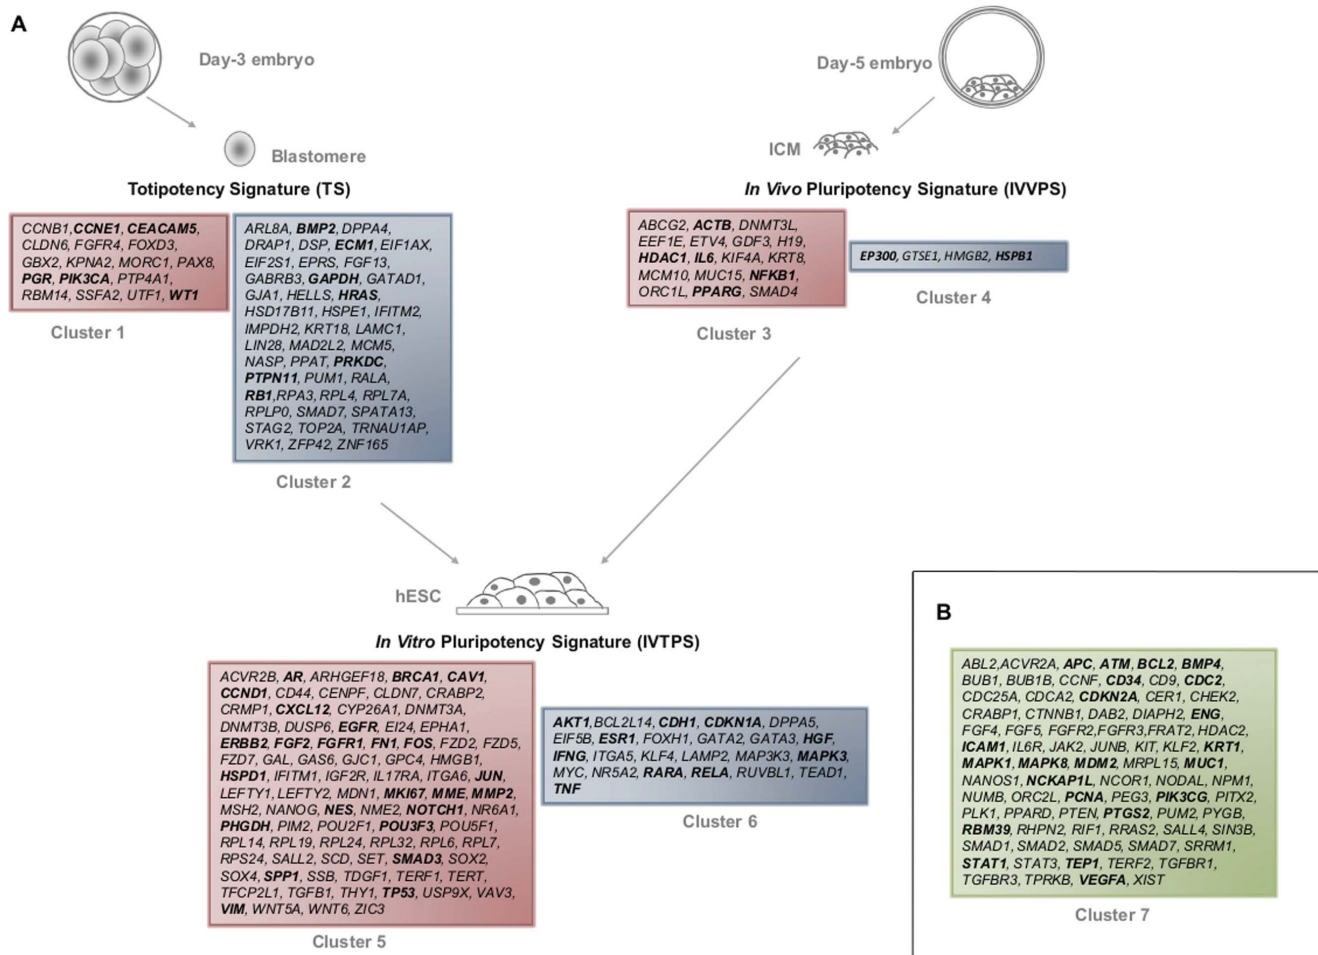 A
Day-3 embryo
Blastomere
Totipotency Signature (TS)
CCNB1,CCNE1, CEACAM5,
CLDN6, FGFR4, FOXD3,
GBX2, KPNA2, MORC1, PAX8,
PGR, PIK3CA, PTP4A1,
RBM14, SSFA2, UTF1, WT1
Cluster 1
ARL8A, BMP2, DPPA4,
DRAP1, DSP, ECM1, EIF1AX,
EIF2S1, EPRS, FGF13,
GABRB3, GAPDH, GATAD1,
GJA1, HELLS, HRAS,
HSD17B11, HSPE1, IFITM2,
IMPDH2, KRT18, LAMC1,
LIN28, MAD2L2, MCM5,
NASP, PPAT, PRKDC,
PTPN11, PUM1, RALA,
RB1,RPA3, RPL4, RPL7A,
RPLP0, SMAD7, SPATA13,
STAG2, TOP2A, TRNAU1AP,
VRK1, ZFP42, ZNF165
Cluster 2
Day-5 embryo
ICM
In Vivo Pluripotency Signature (IVVPS)
ABCG2, ACTB, DNMT3L,
EEF1E, ETV4, GDF3, H19,
HDAC1, IL6, KIF4A, KRT8,
MCM10, MUC15, NFKB1,
ORC1L, PPARG, SMAD4
Cluster 3
EP300, GTSE1, HMGB2, HSPB1
Cluster 4
hESC
In Vitro Pluripotency Signature (IVTPS)
ACVR2B, AR, ARHGEF18, BRCA1, CAV1,
CCND1, CD44, CENPF, CLDN7, CRABP2,
CRMP1, CXCL12, CYP26A1, DNMT3A,
DNMT3B, DUSP6, EGFR, EI24, EPHA1,
ERBB2, FGF2, FGFR1, FN1, FOS, FZD2, FZD5,
FZD7, GAL, GAS6, GJC1, GPC4, HMGB1,
HSPD1, IFITM1, IGF2R, IL17RA, ITGA6, JUN,
LEFTY1, LEFTY2, MDN1, MKI67, MME, MMP2,
MSH2, NANOG, NES, NME2, NOTCH1, NR6A1,
PHGDH, PIM2, POU2F1, POU3F3, POU5F1,
RPL14, RPL19, RPL24, RPL32, RPL6, RPL7,
RPS24, SALL2, SCD, SET, SMAD3, SOX2,
SOX4, SPP1, SSB, TDGF1, TERF1, TERT,
TFCP2L1, TGFB1, THY1, TP53, USP9X, VAV3,
VIM, WNT5A, WNT6, ZIC3
Cluster 5
AKT1,BCL2L14, CDH1, CDKN1A, DPPA5,
EIF5B, ESR1, FOXH1, GATA2, GATA3, HGF,
IFNG, ITGA5, KLF4, LAMP2, MAP3K3, MAPK3,
MYC, NR5A2, RARA, RELA, RUVBL1, TEAD1,
TNF
Cluster 6
B
ABL2,ACVR2A, APC, ATM, BCL2, BMP4,
BUB1, BUB1B, CCNF, CD34, CD9, CDC2,
CDC25A, CDCA2, CDKN2A, CER1, CHEK2,
CRABP1, CTNNB1, DAB2, DIAPH2, ENG,
FGF4, FGF5, FGFR2,FGFR3,FRAT2, HDAC2,
ICAM1, IL6R, JAK2, JUNB, KIT, KLF2, KRT1,
MAPK1, MAPK8, MDM2, MRPL15, MUC1,
NANOS1, NCKAP1L, NCOR1, NODAL, NPM1,
NUMB, ORC2L, PCNA, PEG3, PIK3CG, PITX2,
PLK1, PPARD, PTEN, PTGS2, PUM2, PYGB,
RBM39, RHPN2, RIF1, RRAS2, SALL4, SIN3B,
SMAD1, SMAD2, SMAD5, SMAD7, SRRM1,
STAT1, STAT3, TEP1, TERF2, TGFBR1,
TGFBR3, TPRKB, VEGFA, XIST
Cluster 7